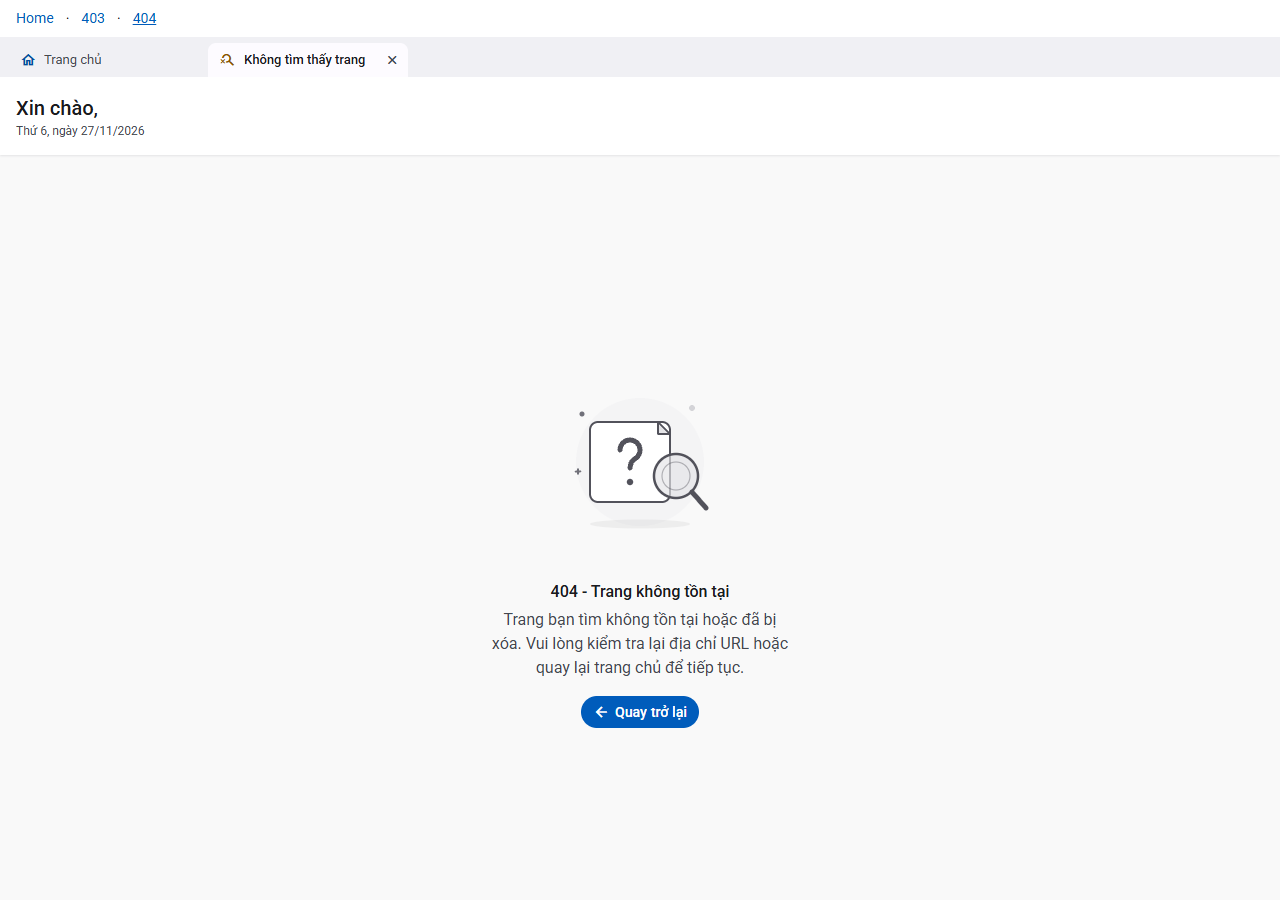 Home · 403 · 404
Trang chủ
Không tìm thấy trang
Xin chào,
Thứ 6, ngày 27/11/2026
?
404 - Trang không tồn tại
Trang bạn tìm không tồn tại hoặc đã bị
xóa. Vui lòng kiểm tra lại địa chỉ URL hoặc
quay lại trang chủ để tiếp tục.
Quay trở lại